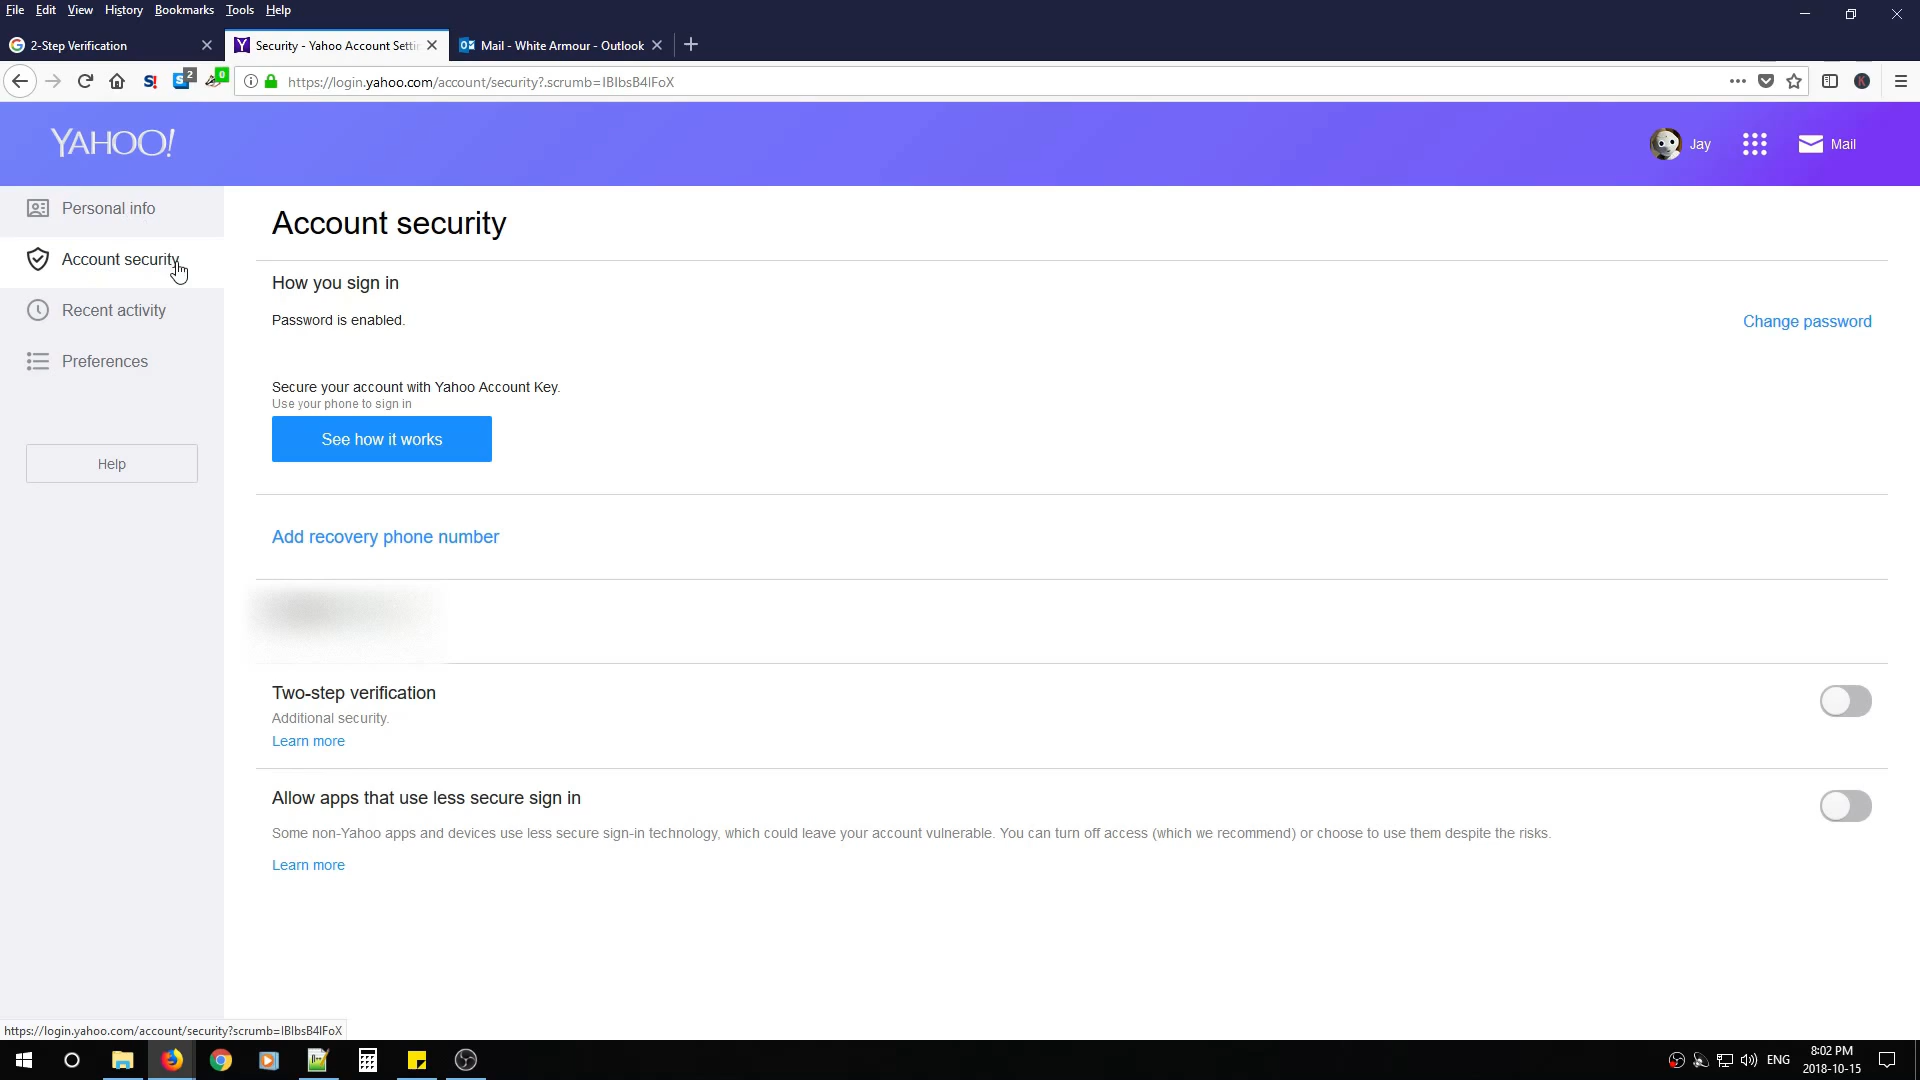 File Edit View History Bookmarks Tools Help
2-Step Verification
Security - Yahoo Account Setti
Mail - White Armour - Outlook
S! S 2 0
https://login.yahoo.com/account/security?.scrumb=IBIbsB4IFoX
K
YAHOO!
Jay
Mail
Personal info
Account security
Recent activity
Preferences
Help
Account security
How you sign in
Password is enabled.
Change password
Secure your account with Yahoo Account Key.
Use your phone to sign in
See how it works
Add recovery phone number
Two-step verification
Additional security.
Learn more
Allow apps that use less secure sign in
Some non-Yahoo apps and devices use less secure sign-in technology, which could leave your account vulnerable. You can turn off access (which we recommend) or choose to use them despite the risks.
Learn more
https://login.yahoo.com/account/security?scrumb=IBIbsB4IFoX
ENG
8:02 PM
2018-10-15